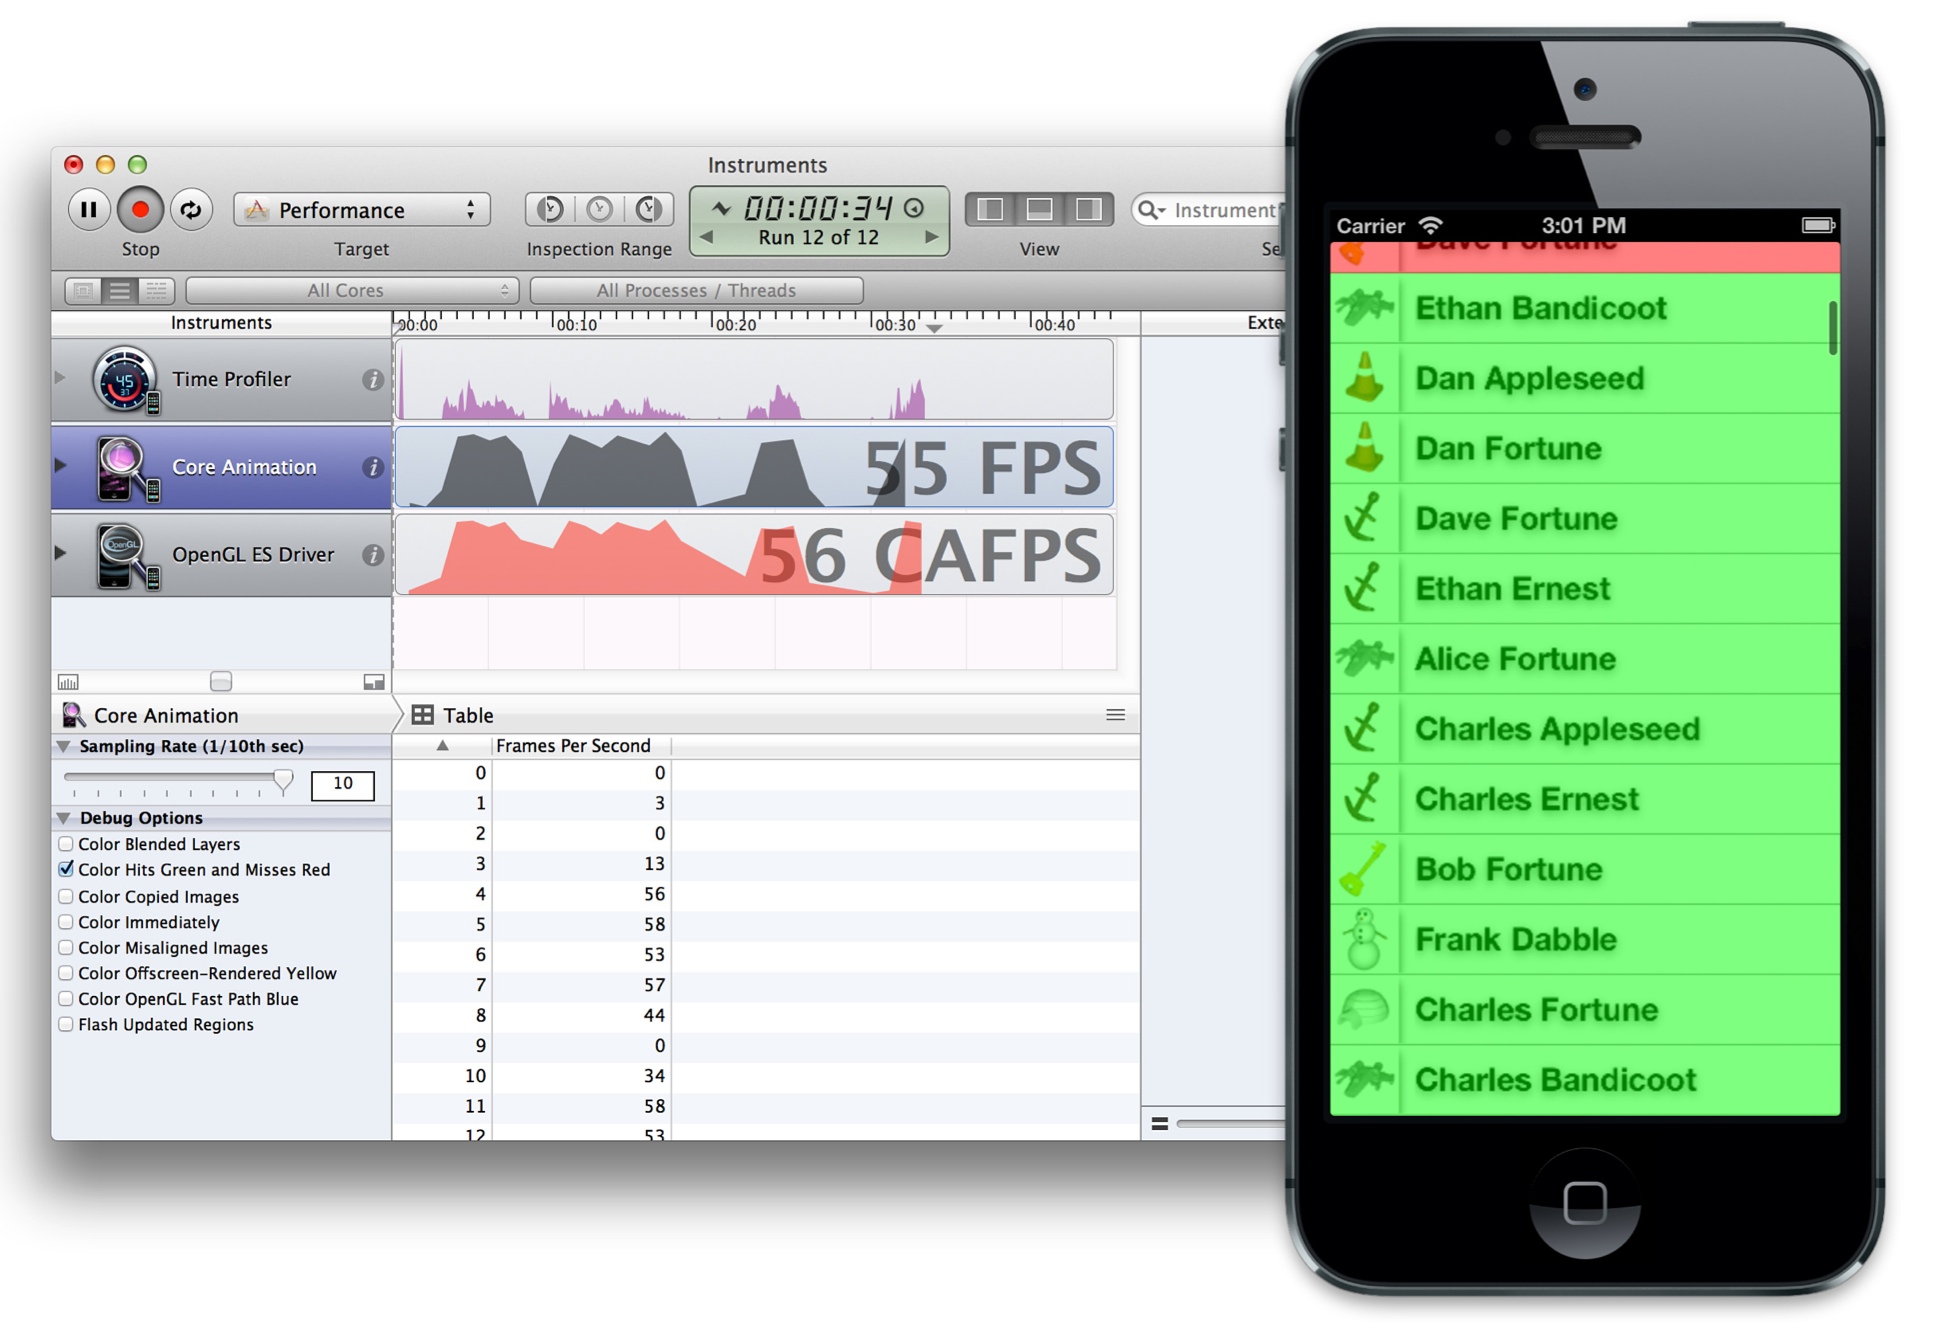 Instruments
00:00:34
Run 12 of 12
Performance
Instrument
Stop
Target
Inspection Range
View
All Cores
All Processes / Threads
Instruments
00:00
00:10
00:20
00:30
00:40
Time Profiler
45
Core Animation
55 FPS
OpenGL
OpenGL ES Driver
56 CAFPS
Core Animation
Table
Sampling Rate (1/10th sec)
10
Debug Options
Color Blended Layers
Color Hits Green and Misses Red
Color Copied Images
Color Immediately
Color Misaligned Images
Color Offscreen-Rendered Yellow
Color OpenGL Fast Path Blue
Flash Updated Regions
Frames Per Second
0 0
1 3
2 0
3 13
4 56
5 58
6 53
7 57
8 44
9 0
10 34
11 58
12 53
Carrier
3:01 PM
Dave Fortune
Ethan Bandicoot
Dan Appleseed
Dan Fortune
Dave Fortune
Ethan Ernest
Alice Fortune
Charles Appleseed
Charles Ernest
Bob Fortune
Frank Dabble
Charles Fortune
Charles Bandicoot